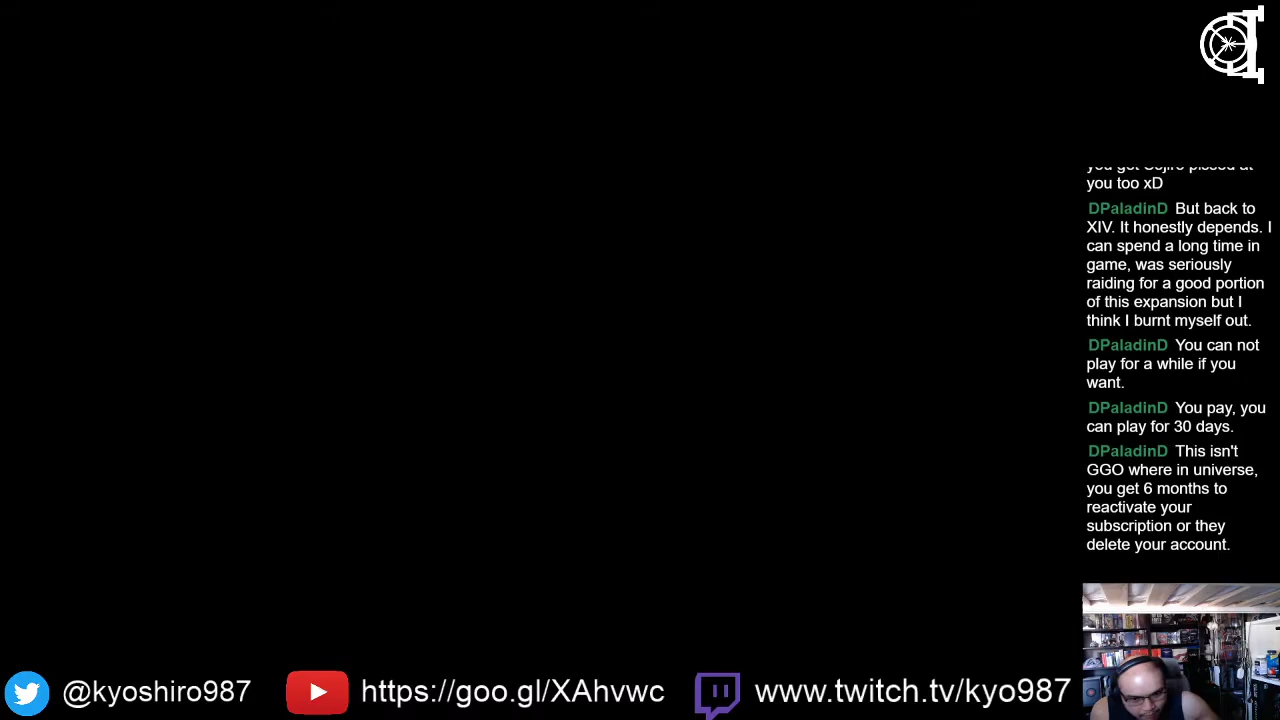 you too xD
DPaladinD But back to
XIV. It honestly depends. I
can spend a long time in
game, was seriously
raiding for a good portion
of this expansion but I
think I burnt myself out.
DPaladinD You can not
play for a while if you
want.
DPaladinD You pay, you
can play for 30 days.
DPaladinD This isn't
GGO where in universe,
you get 6 months to
reactivate your
subscription or they
delete your account.
@kyoshiro987 https://goo.gl/XAhvwc www.twitch.tv/kyo987